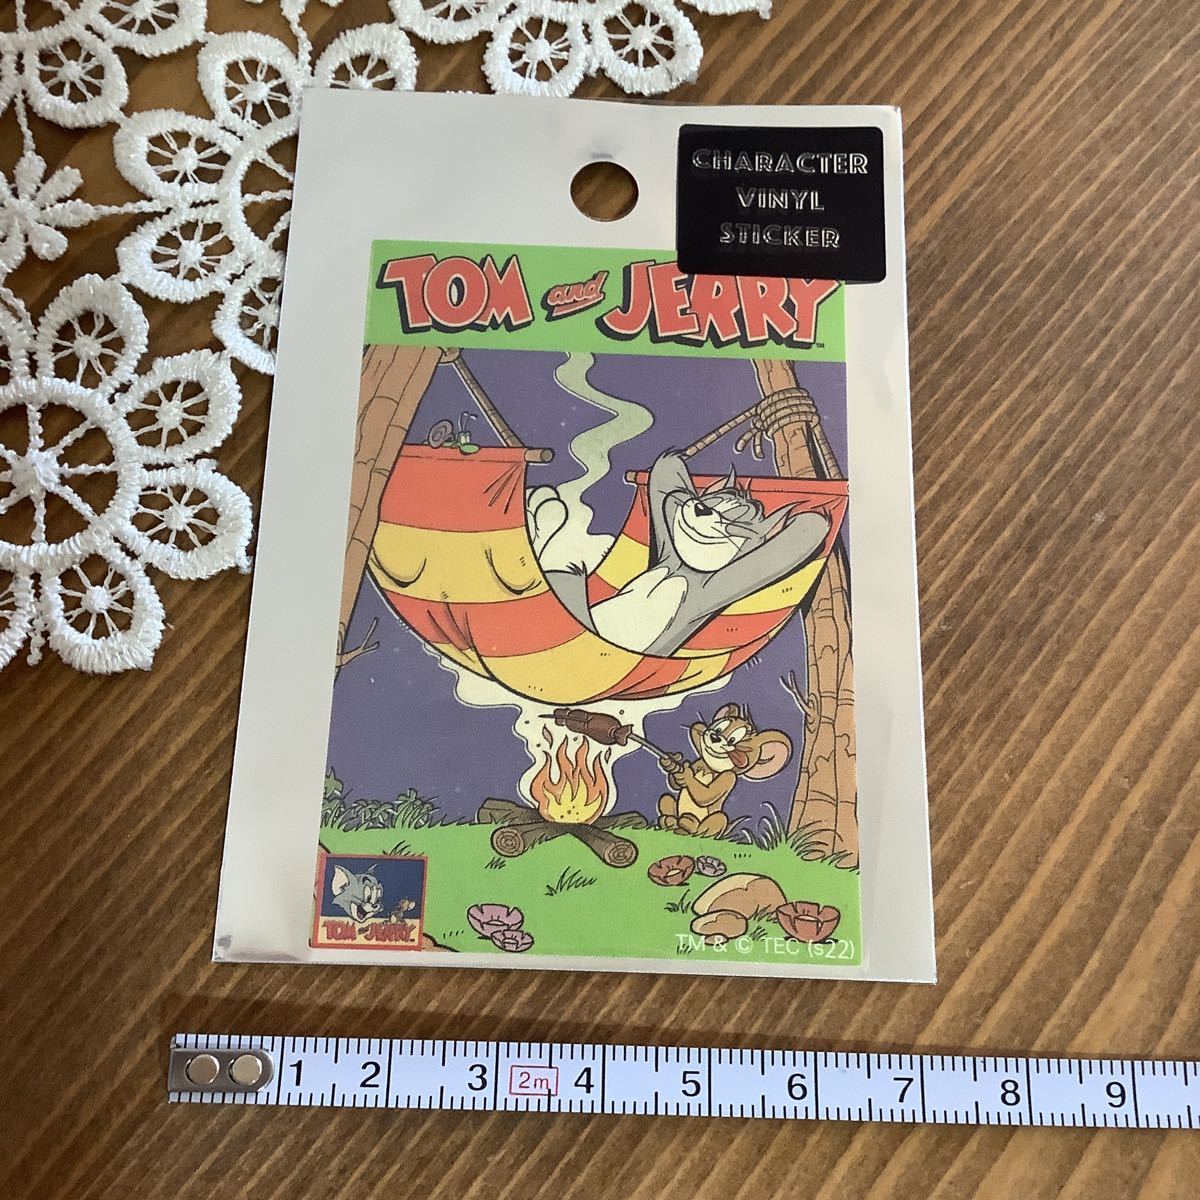 CHARACTER
VINYL
STICKER
TOM and JERRY™
TOM AND JERRY
TM & © TEC (s22)
1 2 3 2m 4 5 6 7 8 9